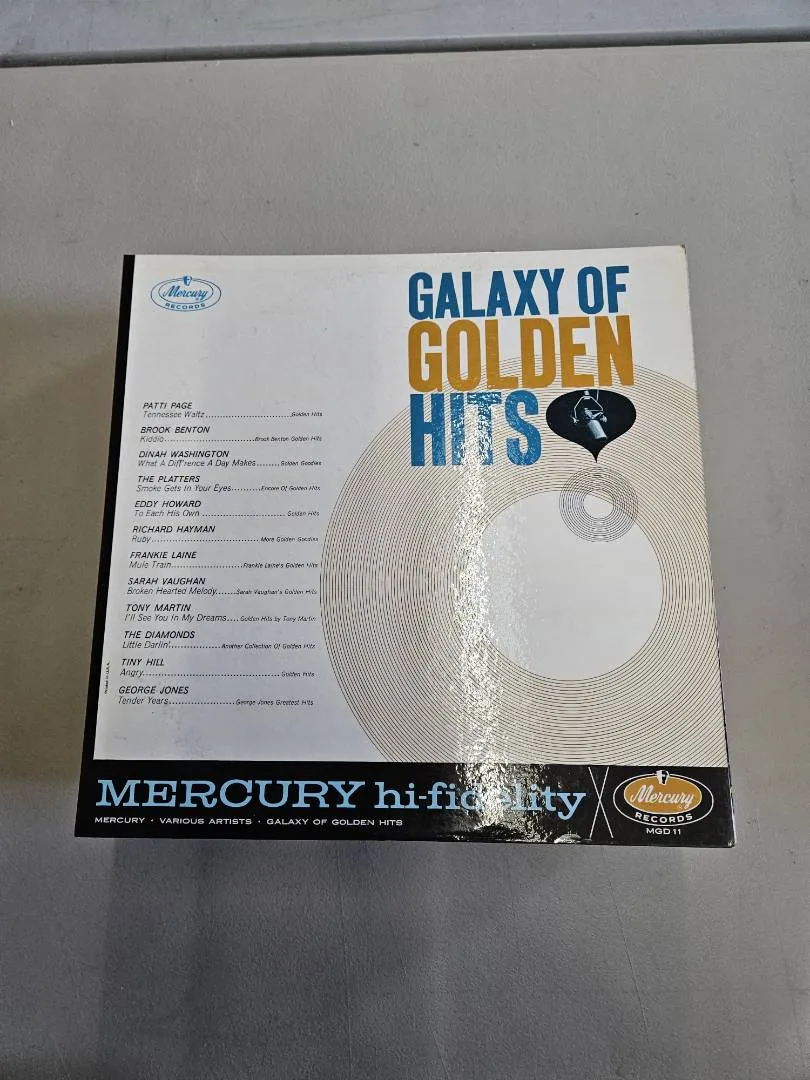 Mercury
RECORDS
GALAXY OF
GOLDEN
HITS
PATTI PAGE
Tennessee Waltz....................Golden Hits
BROOK BENTON
Kiddio....................Brook Benton Golden Hits
DINAH WASHINGTON
What A Diff'rence A Day Makes.......Golden Goodies
THE PLATTERS
Smoke Gets In Your Eyes.........Encore Of Golden Hits
EDDY HOWARD
To Each His Own....................Golden Hits
RICHARD HAYMAN
Ruby....................More Golden Goodies
FRANKIE LAINE
Mule Train....................Frankie Laine's Golden Hits
SARAH VAUGHAN
Broken Hearted Melody......Sarah Vaughan's Golden Hits
TONY MARTIN
I'll See You In My Dreams....Golden Hits by Tony Martin
THE DIAMONDS
Little Darlin'...............Another Collection Of Golden Hits
TINY HILL
Angry....................Golden Hits
GEORGE JONES
Tender Years....................George Jones Greatest Hits
Printed in U.S.A.
MERCURY hi-fidelity
MERCURY · VARIOUS ARTISTS · GALAXY OF GOLDEN HITS
Mercury
RECORDS
MGD 11